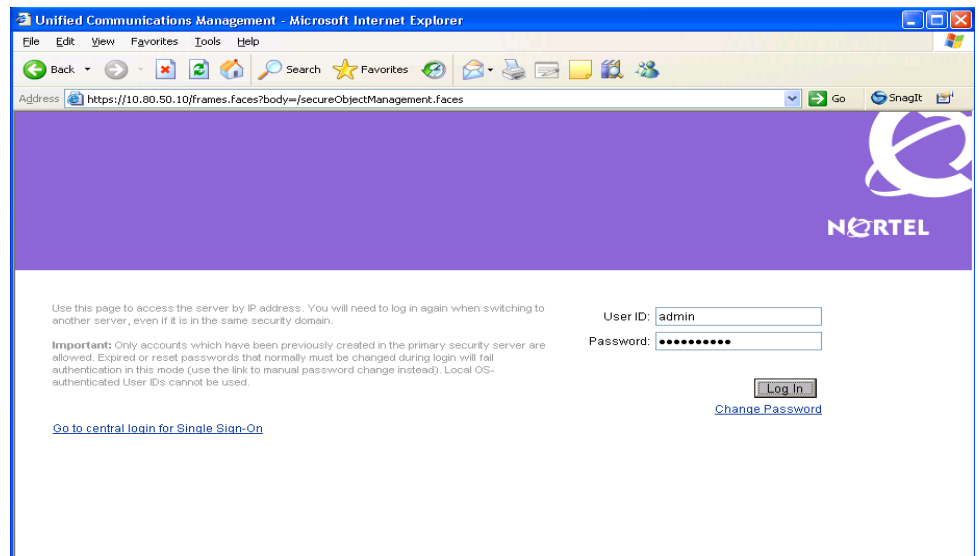 Unified Communications Management - Microsoft Internet Explorer
File Edit View Favorites Tools Help
Back Search Favorites
Address https://10.80.50.10/frames.faces?body=/secureObjectManagement.faces Go SnagIt
NORTEL
Use this page to access the server by IP address. You will need to log in again when switching to
another server, even if it is in the same security domain.
Important: Only accounts which have been previously created in the primary security server are
allowed. Expired or reset passwords that normally must be changed during login will fail
authentication in this mode (use the link to manual password change instead). Local OS-
authenticated User IDs cannot be used.
Go to central login for Single Sign-On
User ID: admin
Password: ••••••••••
Log In
Change Password